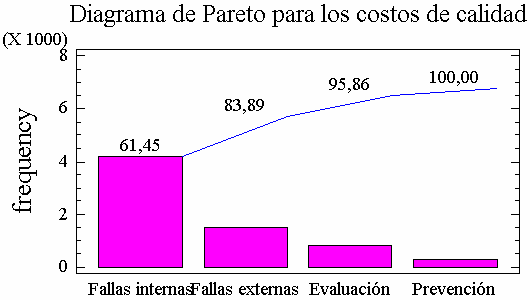 Diagrama de Pareto para los costos de calidad
(X 1000)
8
6
4
2
0
frequency
61,45
83,89
95,86
100,00
Fallas internas
Fallas externas
Evaluación
Prevención